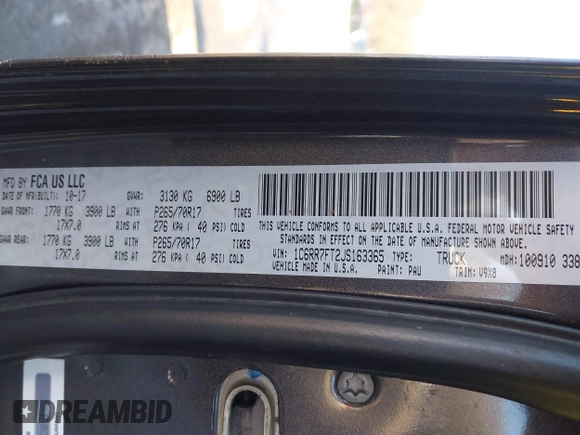 MFD BY FCA US LLC
DATE OF MFR(BUILT): 10-17 GVWR: 3130 KG 6900 LB
GAWR FRONT: 1770 KG 3900 LB P265/70R17 TIRES
17X7.0 RIMS AT 276 KPA ( 40 PSI) COLD
GAWR REAR: 1770 KG 3900 LB P265/70R17 TIRES
17X7.0 RIMS AT 276 KPA ( 40 PSI) COLD
THIS VEHICLE CONFORMS TO ALL APPLICABLE U.S.A. FEDERAL MOTOR VEHICLE SAFETY
STANDARDS IN EFFECT ON THE DATE OF MANUFACTURE SHOWN ABOVE.
VIN: 1C6RR7FT2JS163365 TYPE: TRUCK MDH:100910 338
MADE IN U.S.A. PAINT: PAU TRIM: V9X8
DREAMBID